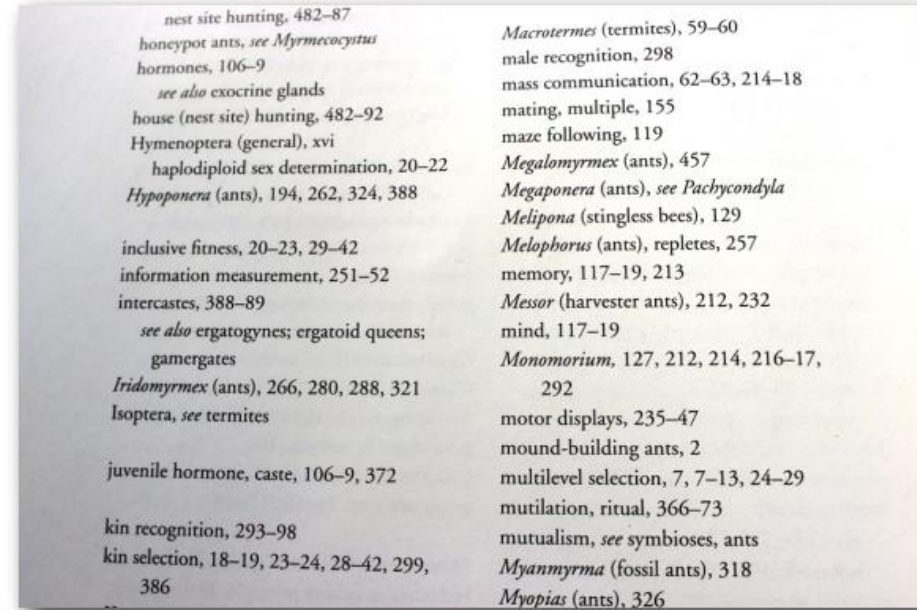 nest site hunting, 482–87
honeypot ants, see Myrmecocystus
hormones, 106–9
see also exocrine glands
house (nest site) hunting, 482–92
Hymenoptera (general), xvi
haplodiploid sex determination, 20–22
Hypoponera (ants), 194, 262, 324, 388
inclusive fitness, 20–23, 29–42
information measurement, 251–52
intercastes, 388–89
see also ergatogynes; ergatoid queens;
gamergates
Iridomyrmex (ants), 266, 280, 288, 321
Isoptera, see termites
juvenile hormone, caste, 106–9, 372
kin recognition, 293–98
kin selection, 18–19, 23–24, 28–42, 299,
386
Macrotermes (termites), 59–60
male recognition, 298
mass communication, 62–63, 214–18
mating, multiple, 155
maze following, 119
Megalomyrmex (ants), 457
Megaponera (ants), see Pachycondyla
Melipona (stingless bees), 129
Melophorus (ants), repletes, 257
memory, 117–19, 213
Messor (harvester ants), 212, 232
mind, 117–19
Monomorium, 127, 212, 214, 216–17,
292
motor displays, 235–47
mound-building ants, 2
multilevel selection, 7, 7–13, 24–29
mutilation, ritual, 366–73
mutualism, see symbioses, ants
Myanmyrma (fossil ants), 318
Myopias (ants), 326